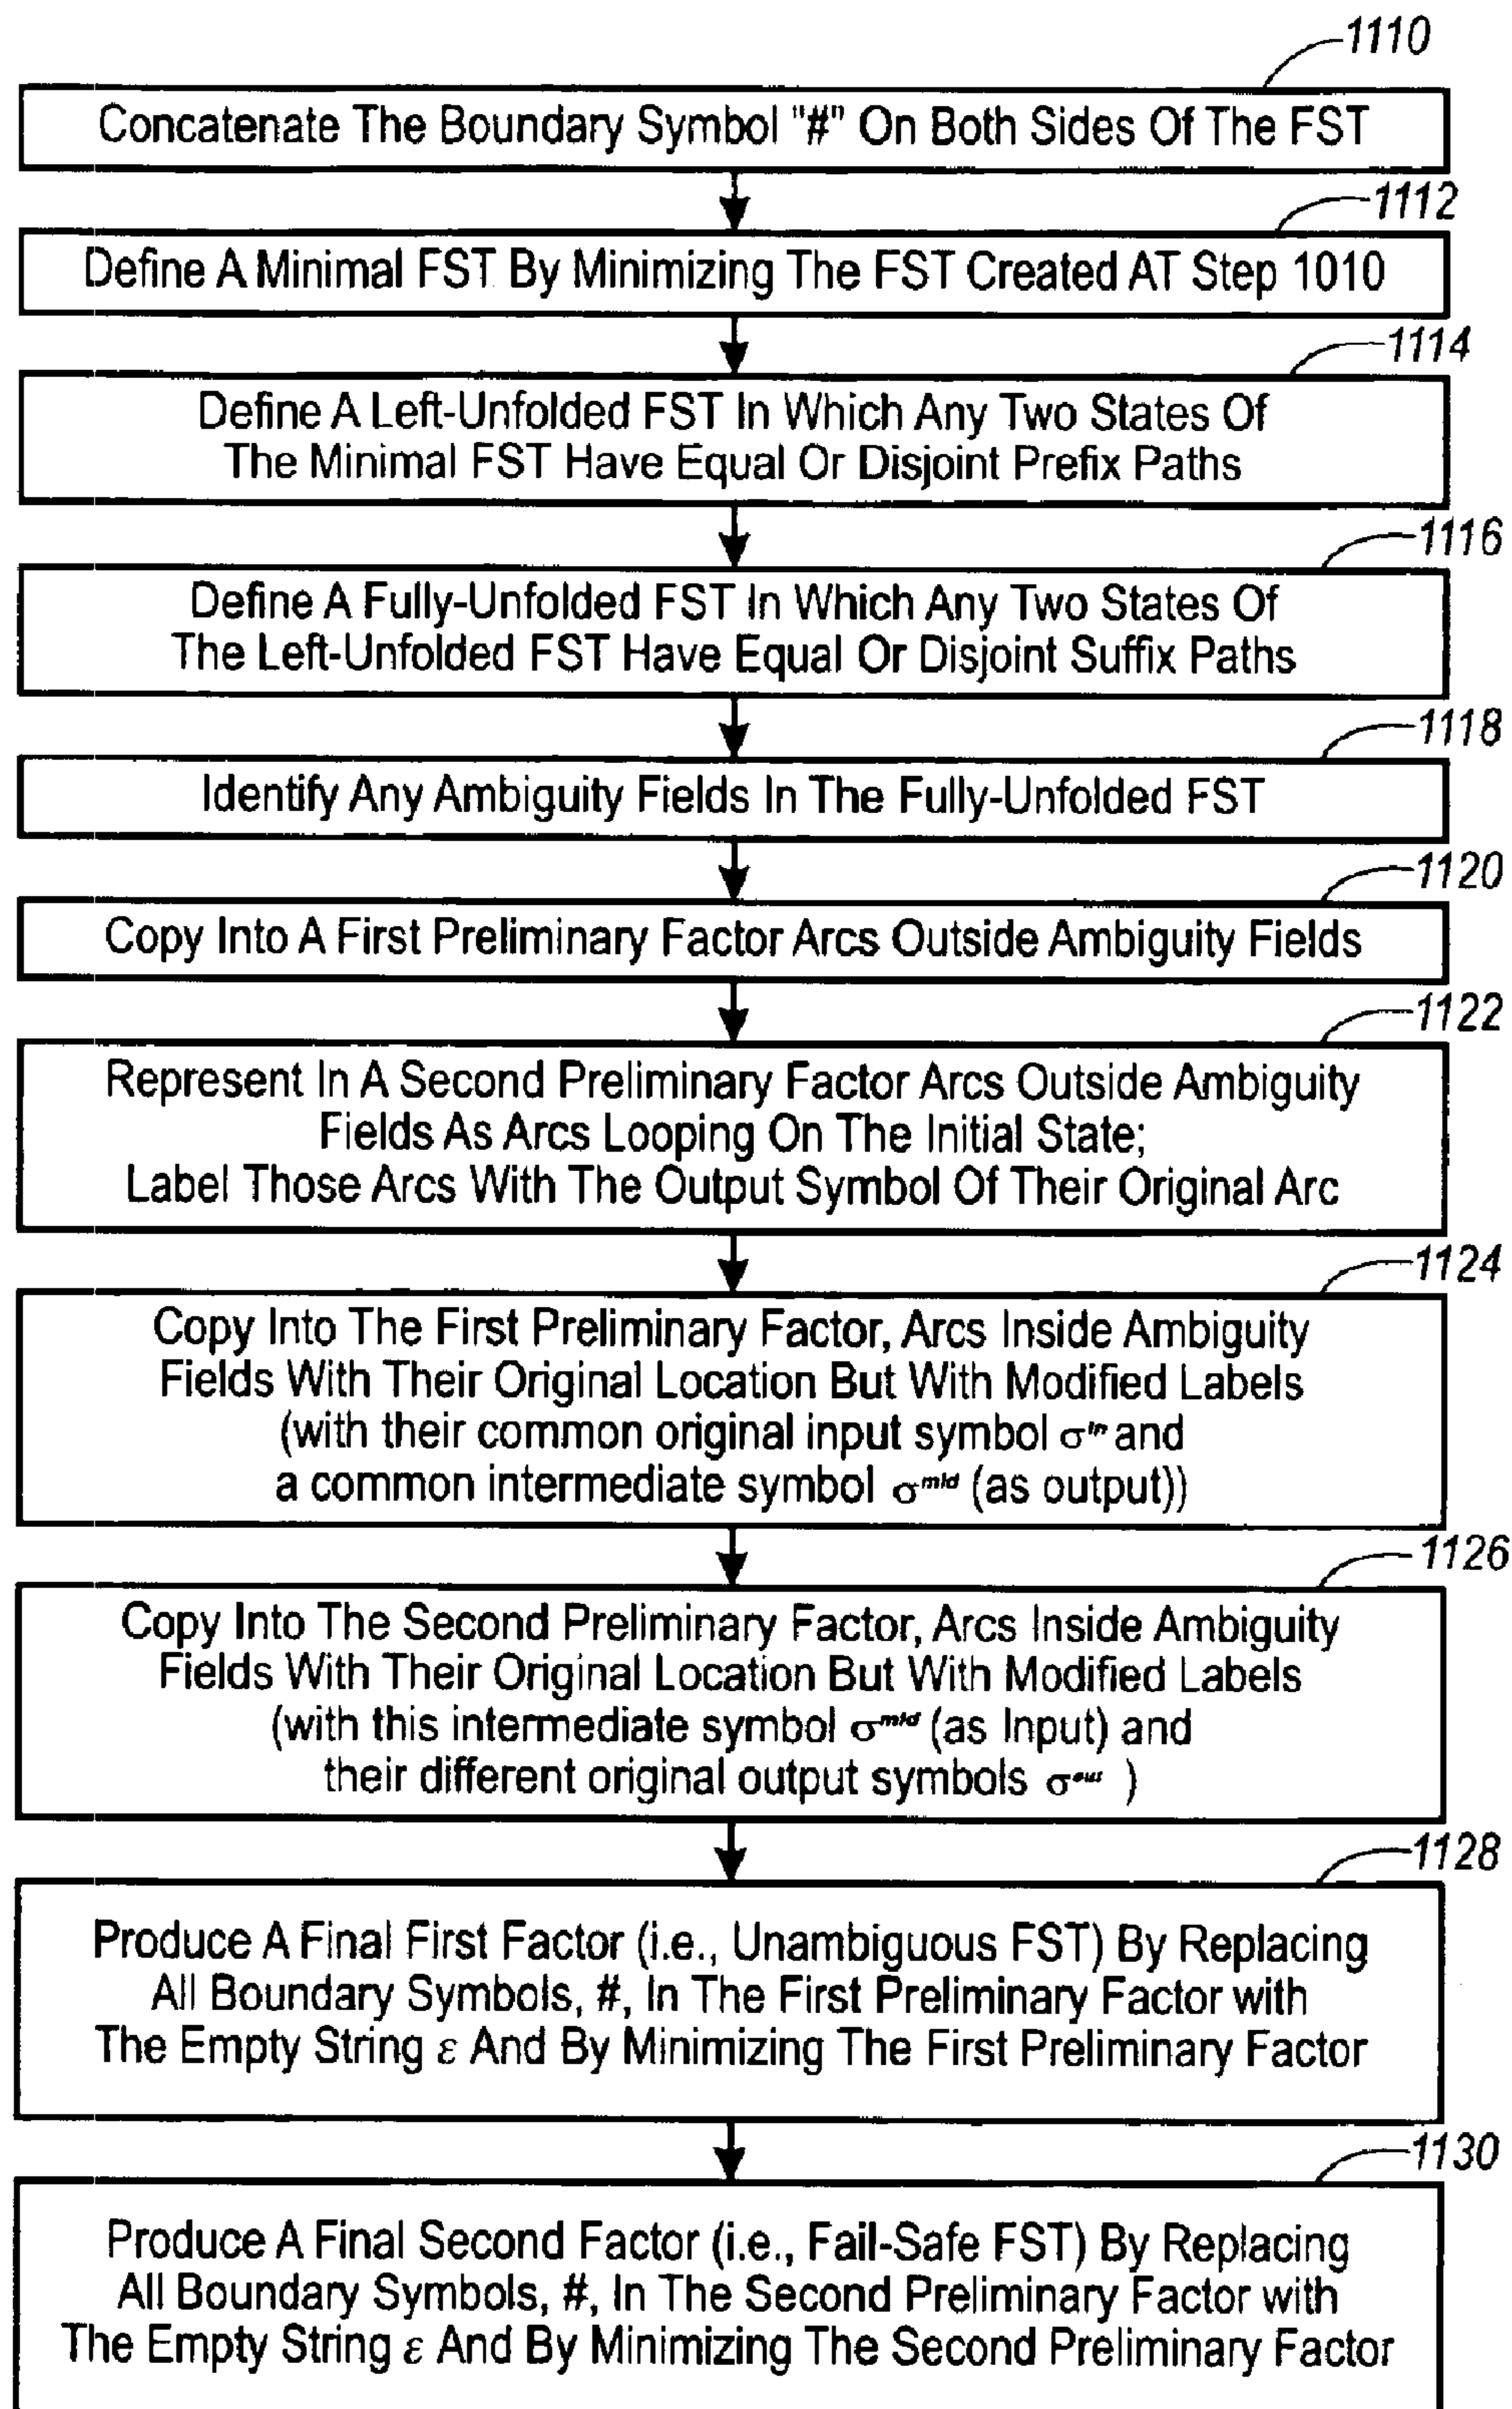 1110
Concatenate The Boundary Symbol "#" On Both Sides Of The FST
1112
Define A Minimal FST By Minimizing The FST Created AT Step 1010
1114
Define A Left-Unfolded FST In Which Any Two States Of
The Minimal FST Have Equal Or Disjoint Prefix Paths
1116
Define A Fully-Unfolded FST In Which Any Two States Of
The Left-Unfolded FST Have Equal Or Disjoint Suffix Paths
1118
Identify Any Ambiguity Fields In The Fully-Unfolded FST
1120
Copy Into A First Preliminary Factor Arcs Outside Ambiguity Fields
1122
Represent In A Second Preliminary Factor Arcs Outside Ambiguity
Fields As Arcs Looping On The Initial State;
Label Those Arcs With The Output Symbol Of Their Original Arc
1124
Copy Into The First Preliminary Factor, Arcs Inside Ambiguity
Fields With Their Original Location But With Modified Labels
(with their common original input symbol σ^in and
a common intermediate symbol σ^mid (as output))
1126
Copy Into The Second Preliminary Factor, Arcs Inside Ambiguity
Fields With Their Original Location But With Modified Labels
(with this intermediate symbol σ^mid (as Input) and
their different original output symbols σ^out )
1128
Produce A Final First Factor (i.e., Unambiguous FST) By Replacing
All Boundary Symbols, #, In The First Preliminary Factor with
The Empty String ε And By Minimizing The First Preliminary Factor
1130
Produce A Final Second Factor (i.e., Fail-Safe FST) By Replacing
All Boundary Symbols, #, In The Second Preliminary Factor with
The Empty String ε And By Minimizing The Second Preliminary Factor